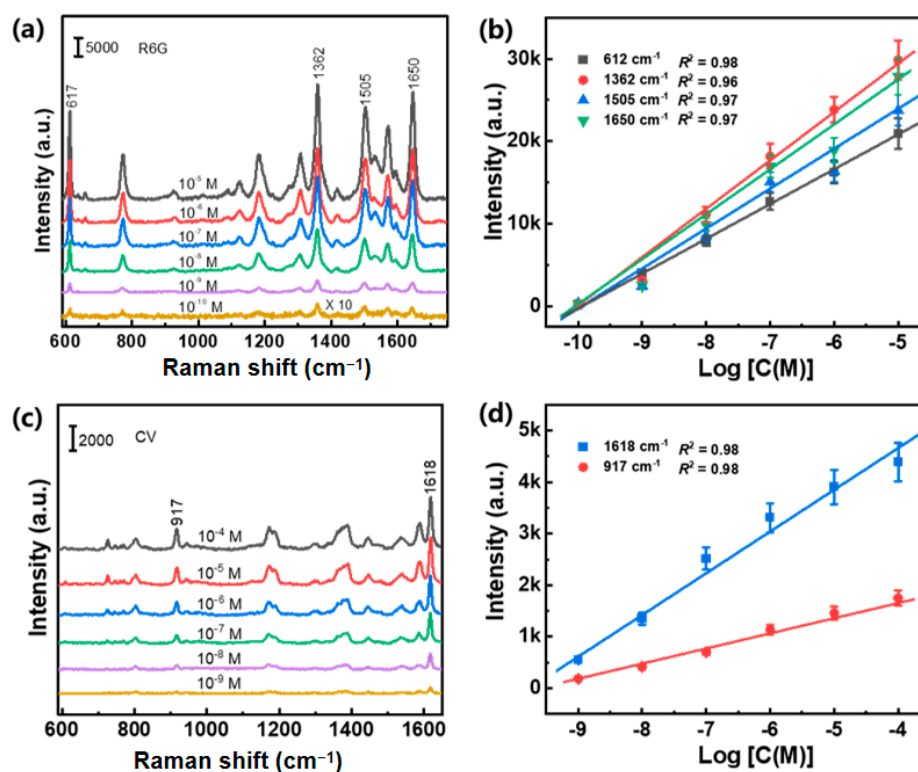 (a)
5000 R6G
617
1362
1505
1650
10⁻⁵ M
10⁻⁶ M
10⁻⁷ M
10⁻⁸ M
10⁻⁹ M
10⁻¹⁰ M
X 10
Intensity (a.u.)
600 800 1000 1200 1400 1600
Raman shift (cm⁻¹)
(b)
612 cm⁻¹ R² = 0.98
1362 cm⁻¹ R² = 0.96
1505 cm⁻¹ R² = 0.97
1650 cm⁻¹ R² = 0.97
Intensity (a.u.)
30k
20k
10k
0
-10 -9 -8 -7 -6 -5
Log [C(M)]
(c)
2000 CV
917
1618
10⁻⁴ M
10⁻⁵ M
10⁻⁶ M
10⁻⁷ M
10⁻⁸ M
10⁻⁹ M
Intensity (a.u.)
600 800 1000 1200 1400 1600
Raman shift (cm⁻¹)
(d)
1618 cm⁻¹ R² = 0.98
917 cm⁻¹ R² = 0.98
Intensity (a.u.)
5k
4k
3k
2k
1k
0
-9 -8 -7 -6 -5 -4
Log [C(M)]